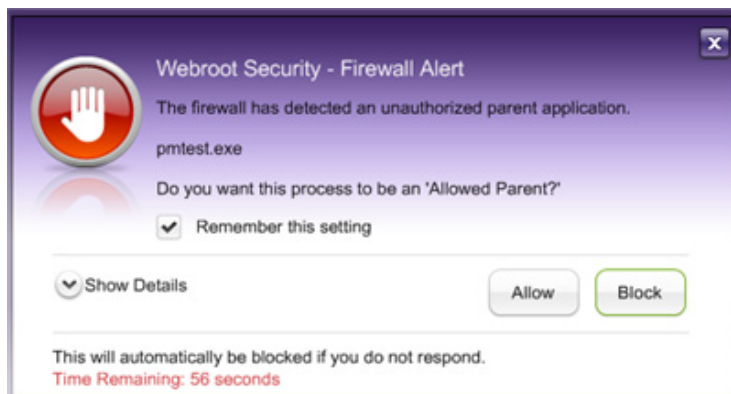 x
Webroot Security - Firewall Alert
The firewall has detected an unauthorized parent application.
pmtest.exe
Do you want this process to be an 'Allowed Parent?'
Remember this setting
Show Details
Allow
Block
This will automatically be blocked if you do not respond.
Time Remaining: 56 seconds